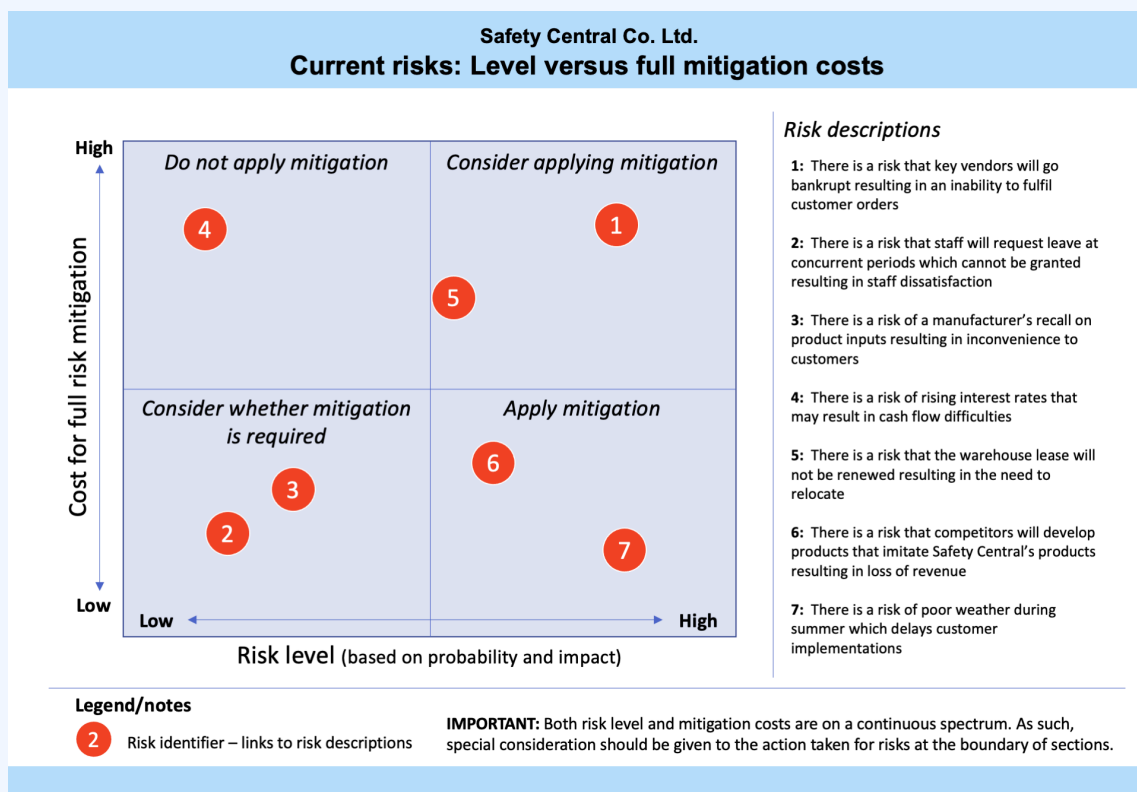 Safety Central Co. Ltd.
Current risks: Level versus full mitigation costs
High
Cost for full risk mitigation
Low
Do not apply mitigation
Consider applying mitigation
4
1
5
Consider whether mitigation
is required
Apply mitigation
6
3
2
7
Low
High
Risk level (based on probability and impact)
Risk descriptions
1: There is a risk that key vendors will go
bankrupt resulting in an inability to fulfil
customer orders
2: There is a risk that staff will request leave at
concurrent periods which cannot be granted
resulting in staff dissatisfaction
3: There is a risk of a manufacturer's recall on
product inputs resulting in inconvenience to
customers
4: There is a risk of rising interest rates that
may result in cash flow difficulties
5: There is a risk that the warehouse lease will
not be renewed resulting in the need to
relocate
6: There is a risk that competitors will develop
products that imitate Safety Central's products
resulting in loss of revenue
7: There is a risk of poor weather during
summer which delays customer
implementations
Legend/notes
2
Risk identifier – links to risk descriptions
IMPORTANT: Both risk level and mitigation costs are on a continuous spectrum. As such,
special consideration should be given to the action taken for risks at the boundary of sections.